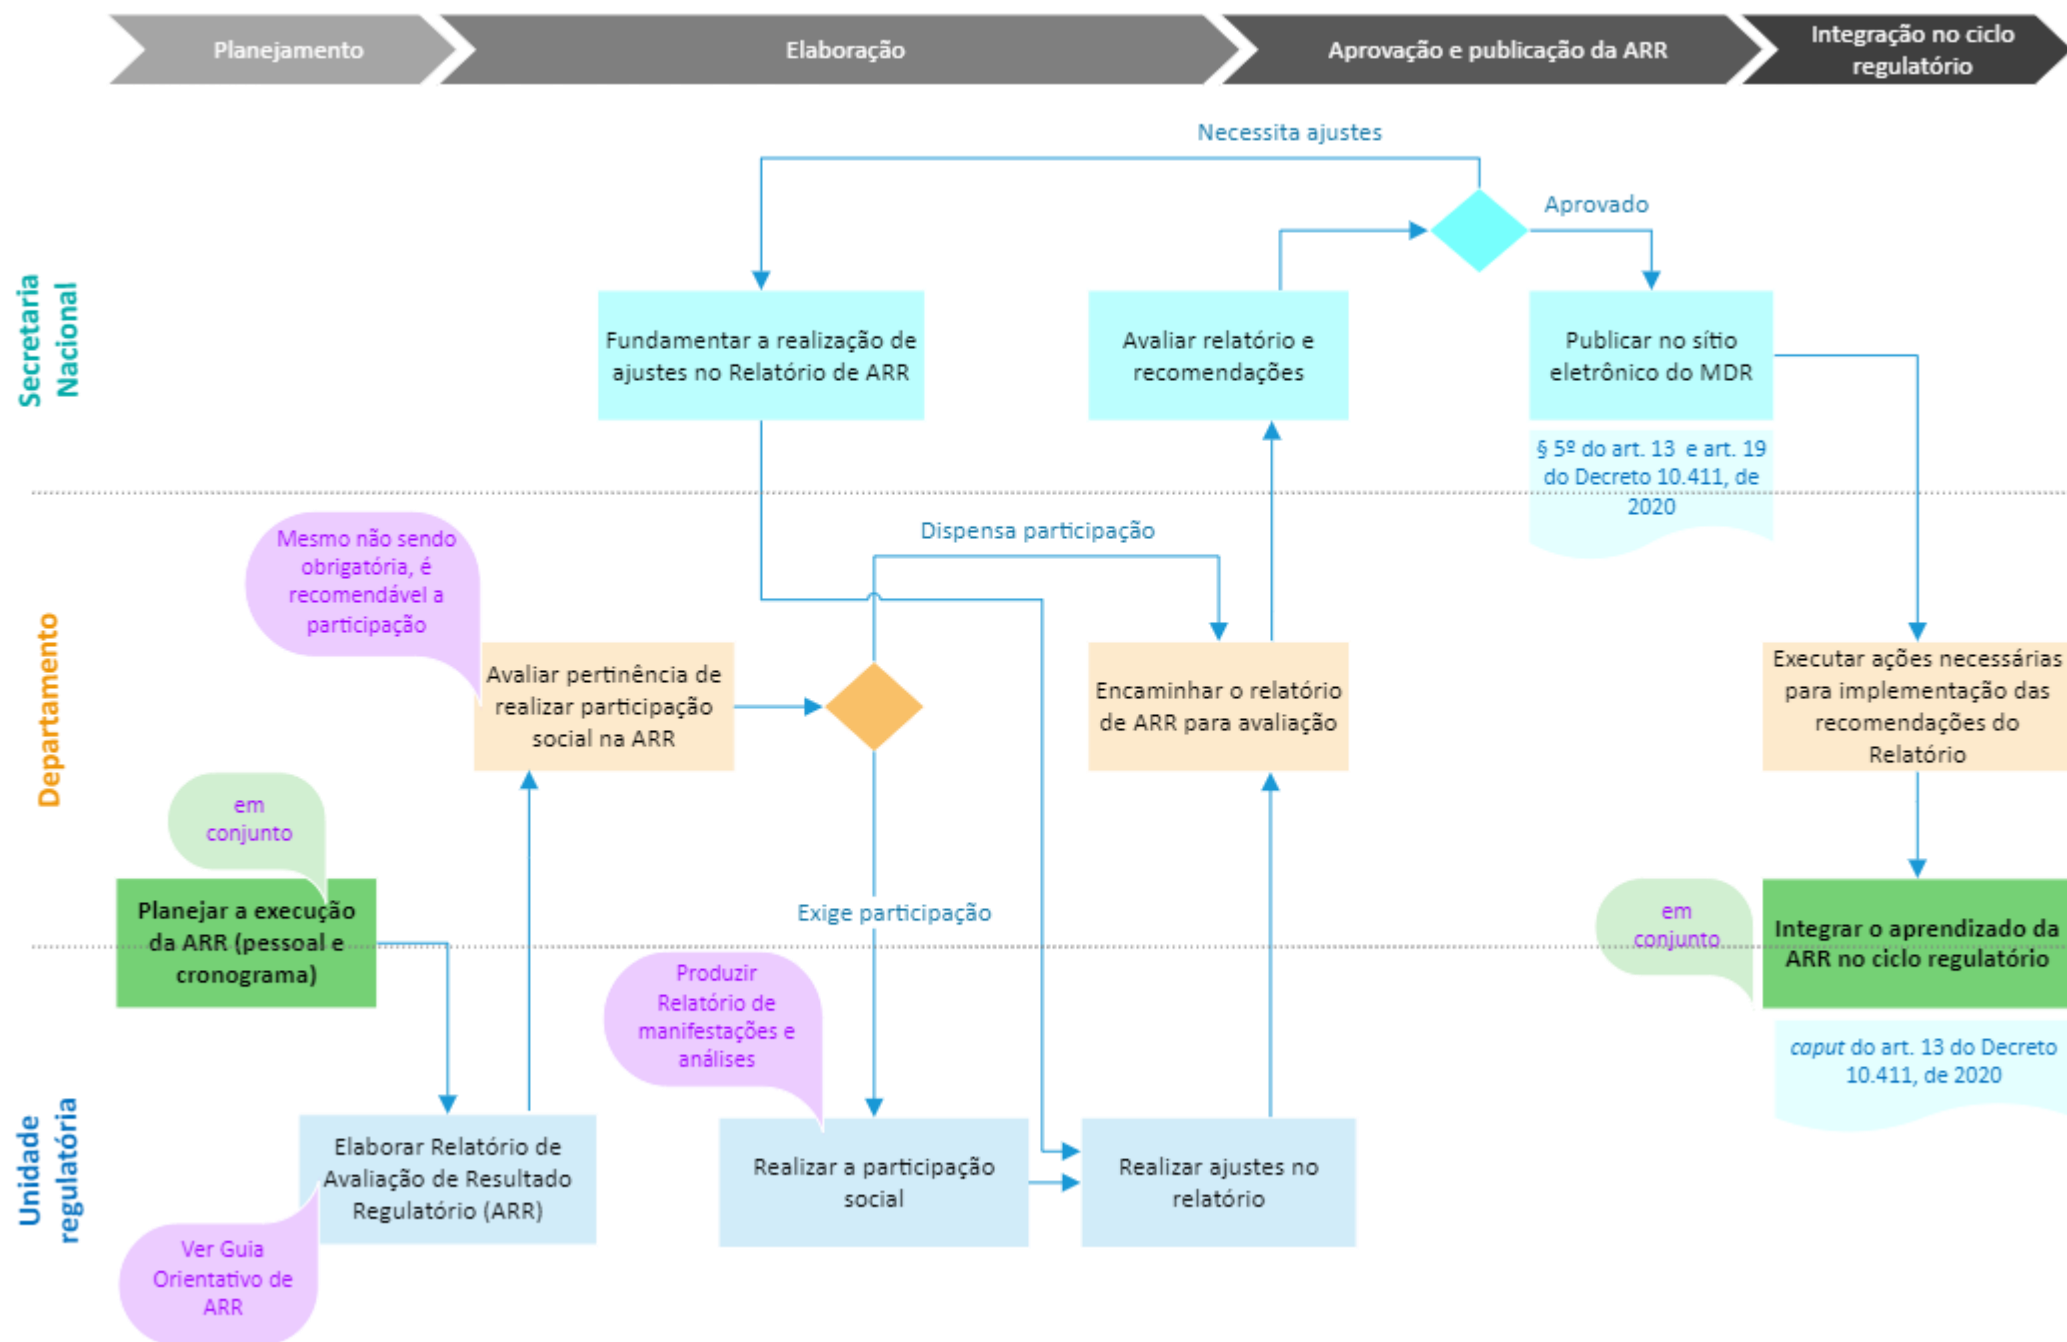 Planejamento
Elaboração
Aprovação e publicação da ARR
Integração no ciclo
regulatório
Necessita ajustes
Aprovado
Secretaria
Nacional
Fundamentar a realização de
ajustes no Relatório de ARR
Avaliar relatório e
recomendações
Publicar no sítio
eletrônico do MDR
§ 5º do art. 13 e art. 19
do Decreto 10.411, de
2020
Departamento
Mesmo não sendo
obrigatória, é
recomendável a
participação
Dispensa participação
Avaliar pertinência de
realizar participação
social na ARR
Encaminhar o relatório
de ARR para avaliação
Executar ações necessárias
para implementação das
recomendações do
Relatório
em
conjunto
Planejar a execução
da ARR (pessoal e
cronograma)
Exige participação
em
conjunto
Integrar o aprendizado da
ARR no ciclo regulatório
Produzir
Relatório de
manifestações e
análises
caput do art. 13 do Decreto
10.411, de 2020
Unidade
regulatória
Elaborar Relatório de
Avaliação de Resultado
Regulatório (ARR)
Realizar a participação
social
Realizar ajustes no
relatório
Ver Guia
Orientativo de
ARR